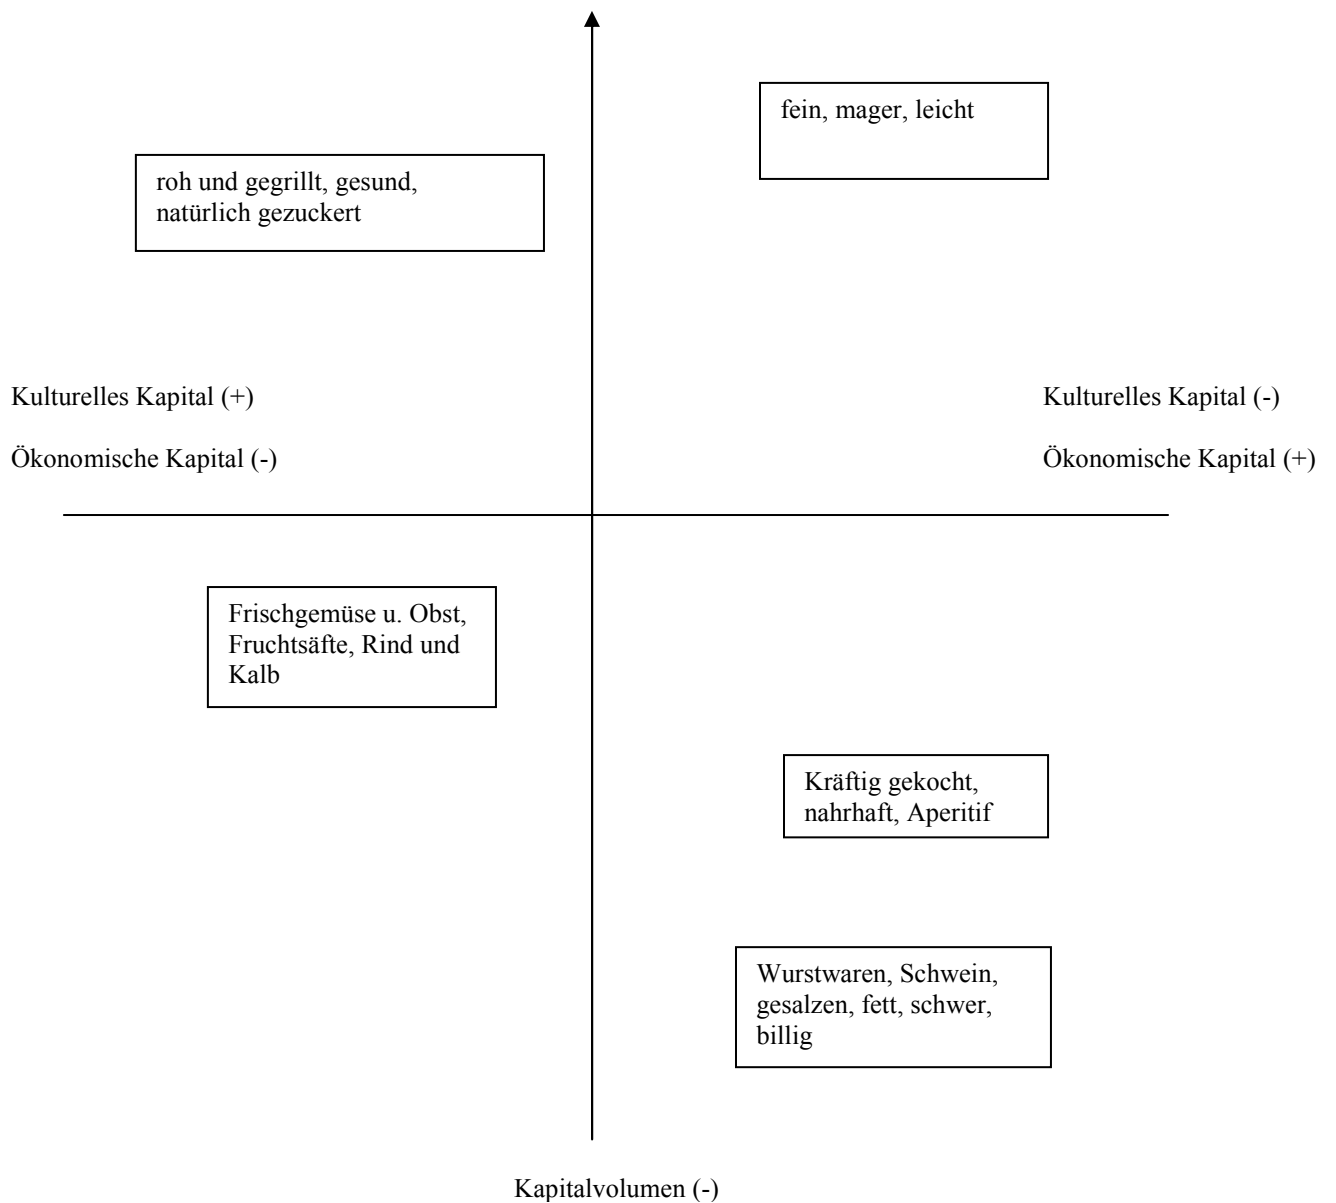 fein, mager, leicht
roh und gegrillt, gesund,
natürlich gezuckert
Kulturelles Kapital (+)
Kulturelles Kapital (-)
Ökonomische Kapital (-)
Ökonomische Kapital (+)
Frischgemüse u. Obst,
Fruchtsäfte, Rind und
Kalb
Kräftig gekocht,
nahrhaft, Aperitif
Wurstwaren, Schwein,
gesalzen, fett, schwer,
billig
Kapitalvolumen (-)